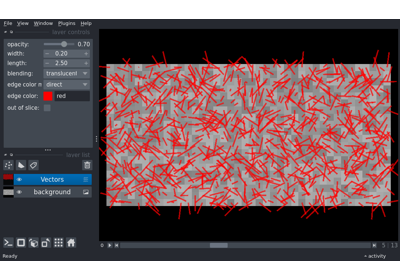 File View Window Plugins Help
layer controls
opacity: 0.70
width: 0.20
length: 2.50
blending: translucent
edge color m direct
edge color: red
out of slice:
layer list
Vectors
background
0 5 13
Ready activity